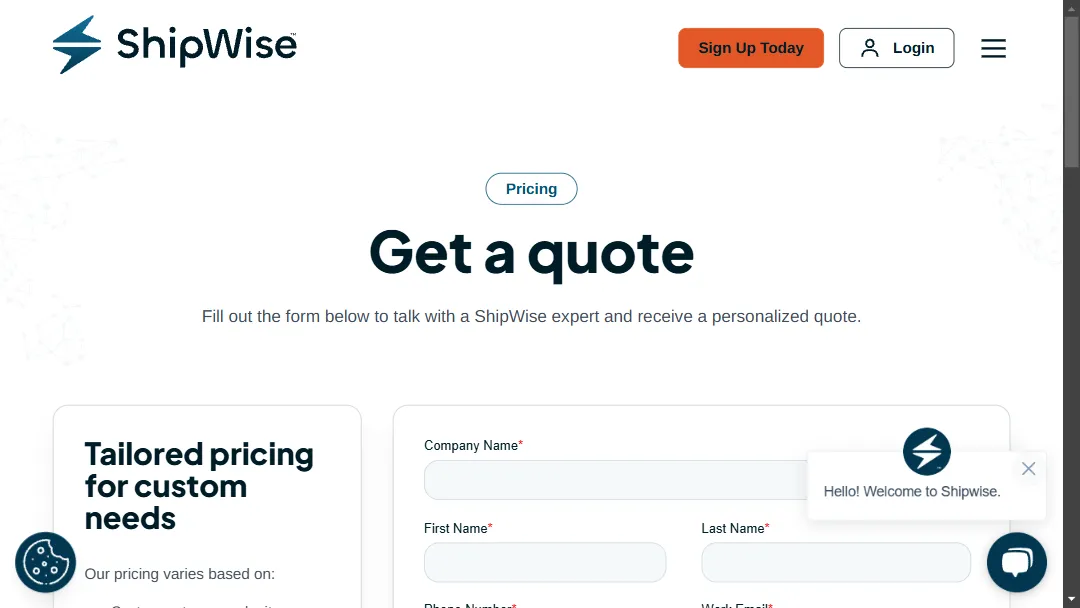 ShipWise™
Sign Up Today
Login
Pricing
Get a quote
Fill out the form below to talk with a ShipWise expert and receive a personalized quote.
Tailored pricing
for custom
needs
Our pricing varies based on:
Company Name*
Hello! Welcome to Shipwise.
First Name*
Last Name*
Phone Number*
Work Email*